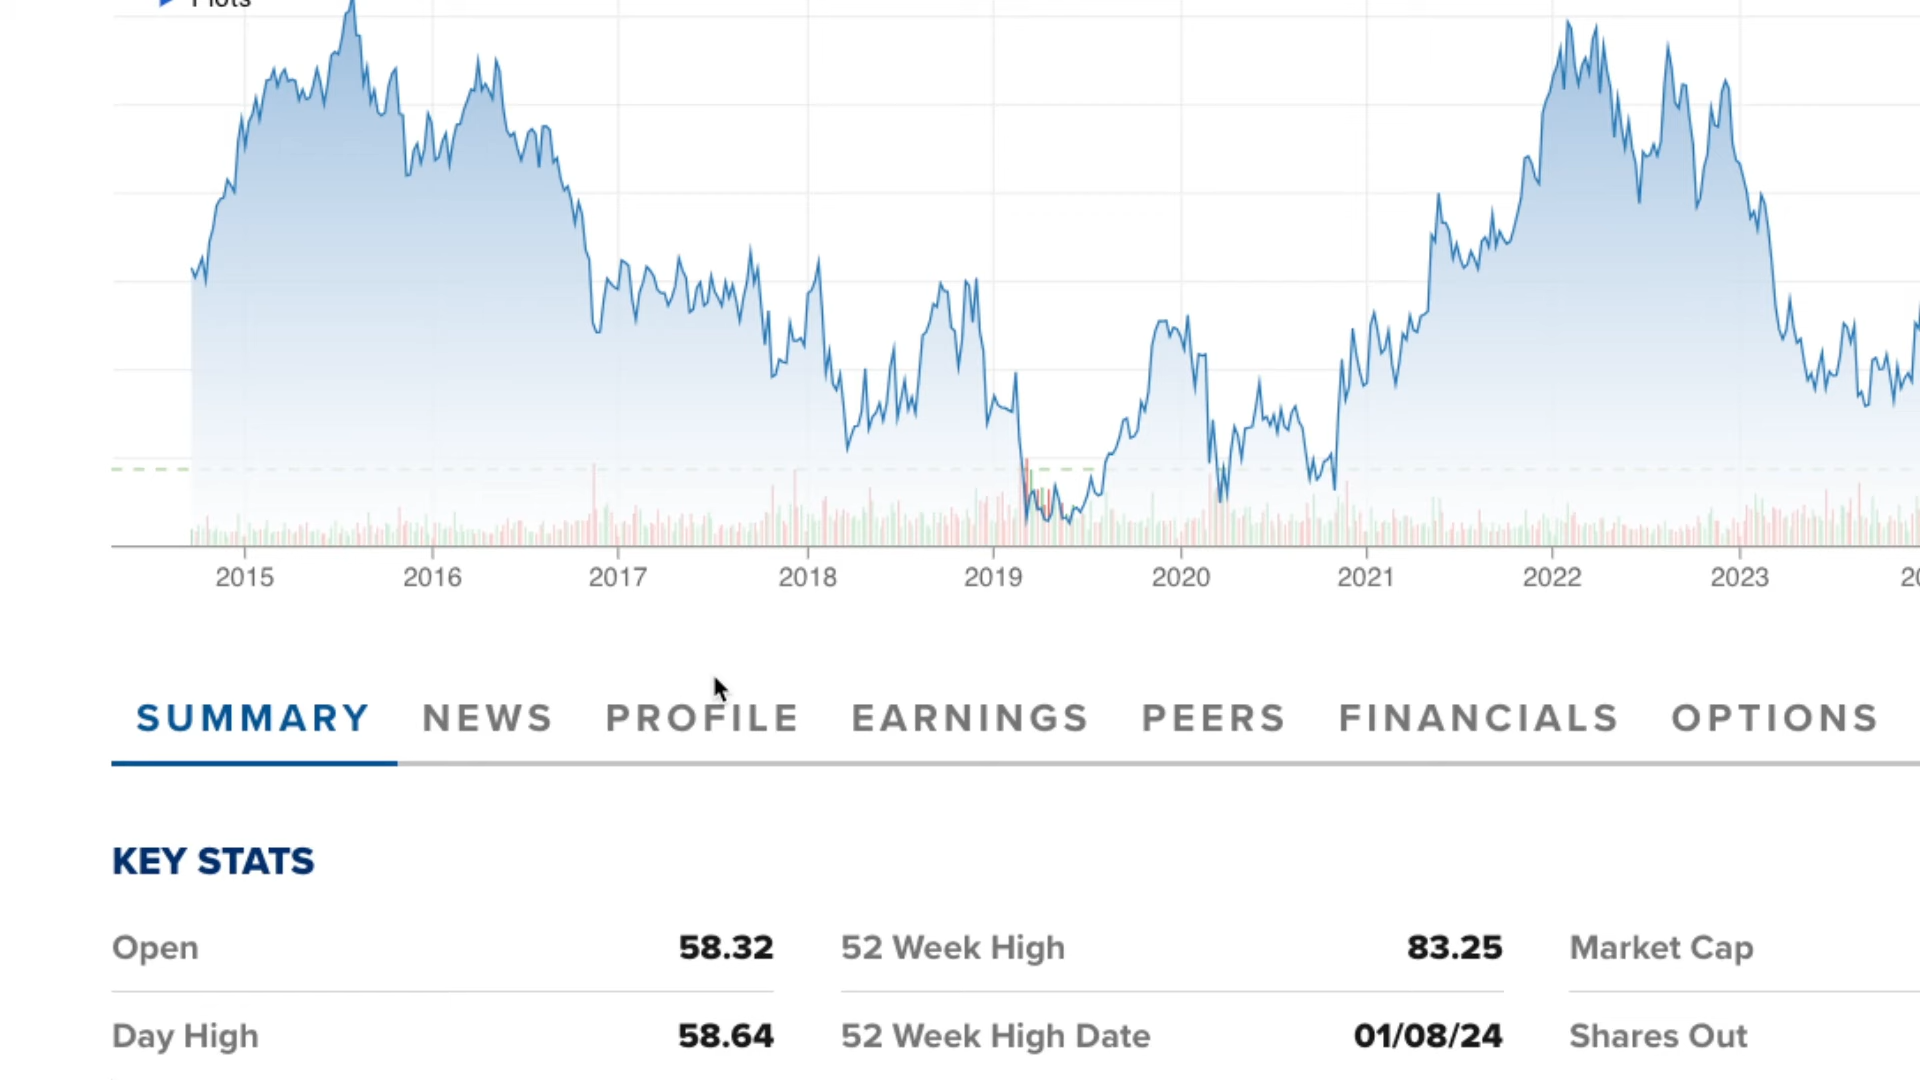 Plots
2015 2016 2017 2018 2019 2020 2021 2022 2023
SUMMARY NEWS PROFILE EARNINGS PEERS FINANCIALS OPTIONS
KEY STATS
Open 58.32 52 Week High 83.25 Market Cap
Day High 58.64 52 Week High Date 01/08/24 Shares Out